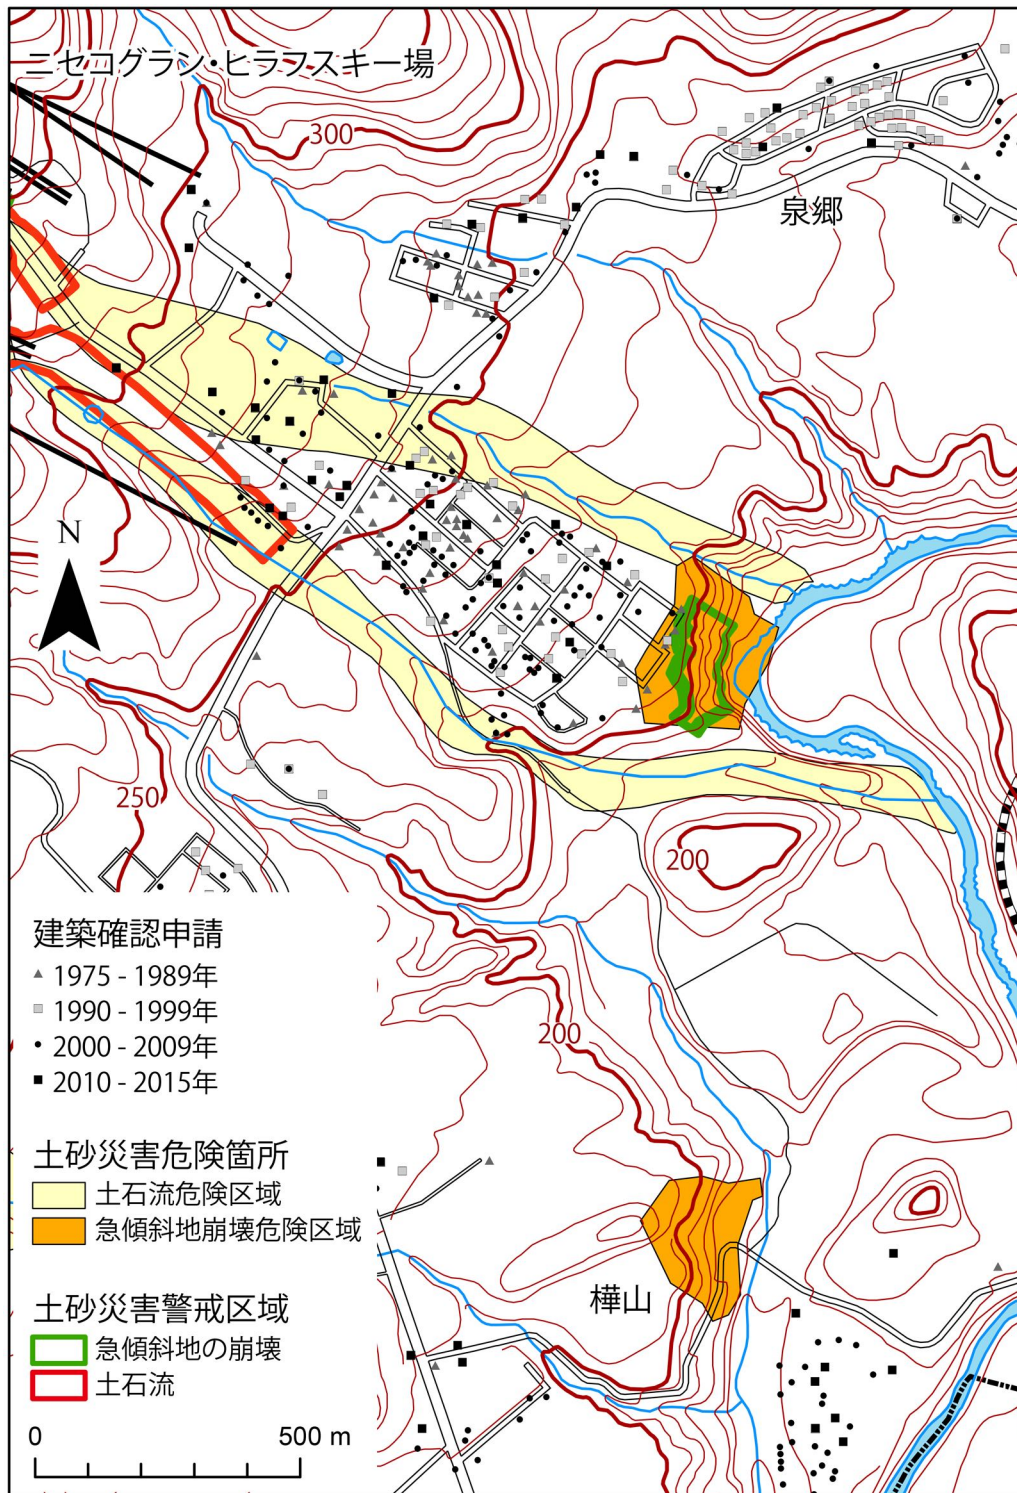 ニセコグラン・ヒラフスキー場
300
泉郷
N
250
200
200
樺山
建築確認申請
1975 - 1989年
1990 - 1999年
2000 - 2009年
2010 - 2015年
土砂災害危険箇所
土石流危険区域
急傾斜地崩壊危険区域
土砂災害警戒区域
急傾斜地の崩壊
土石流
0 500 m